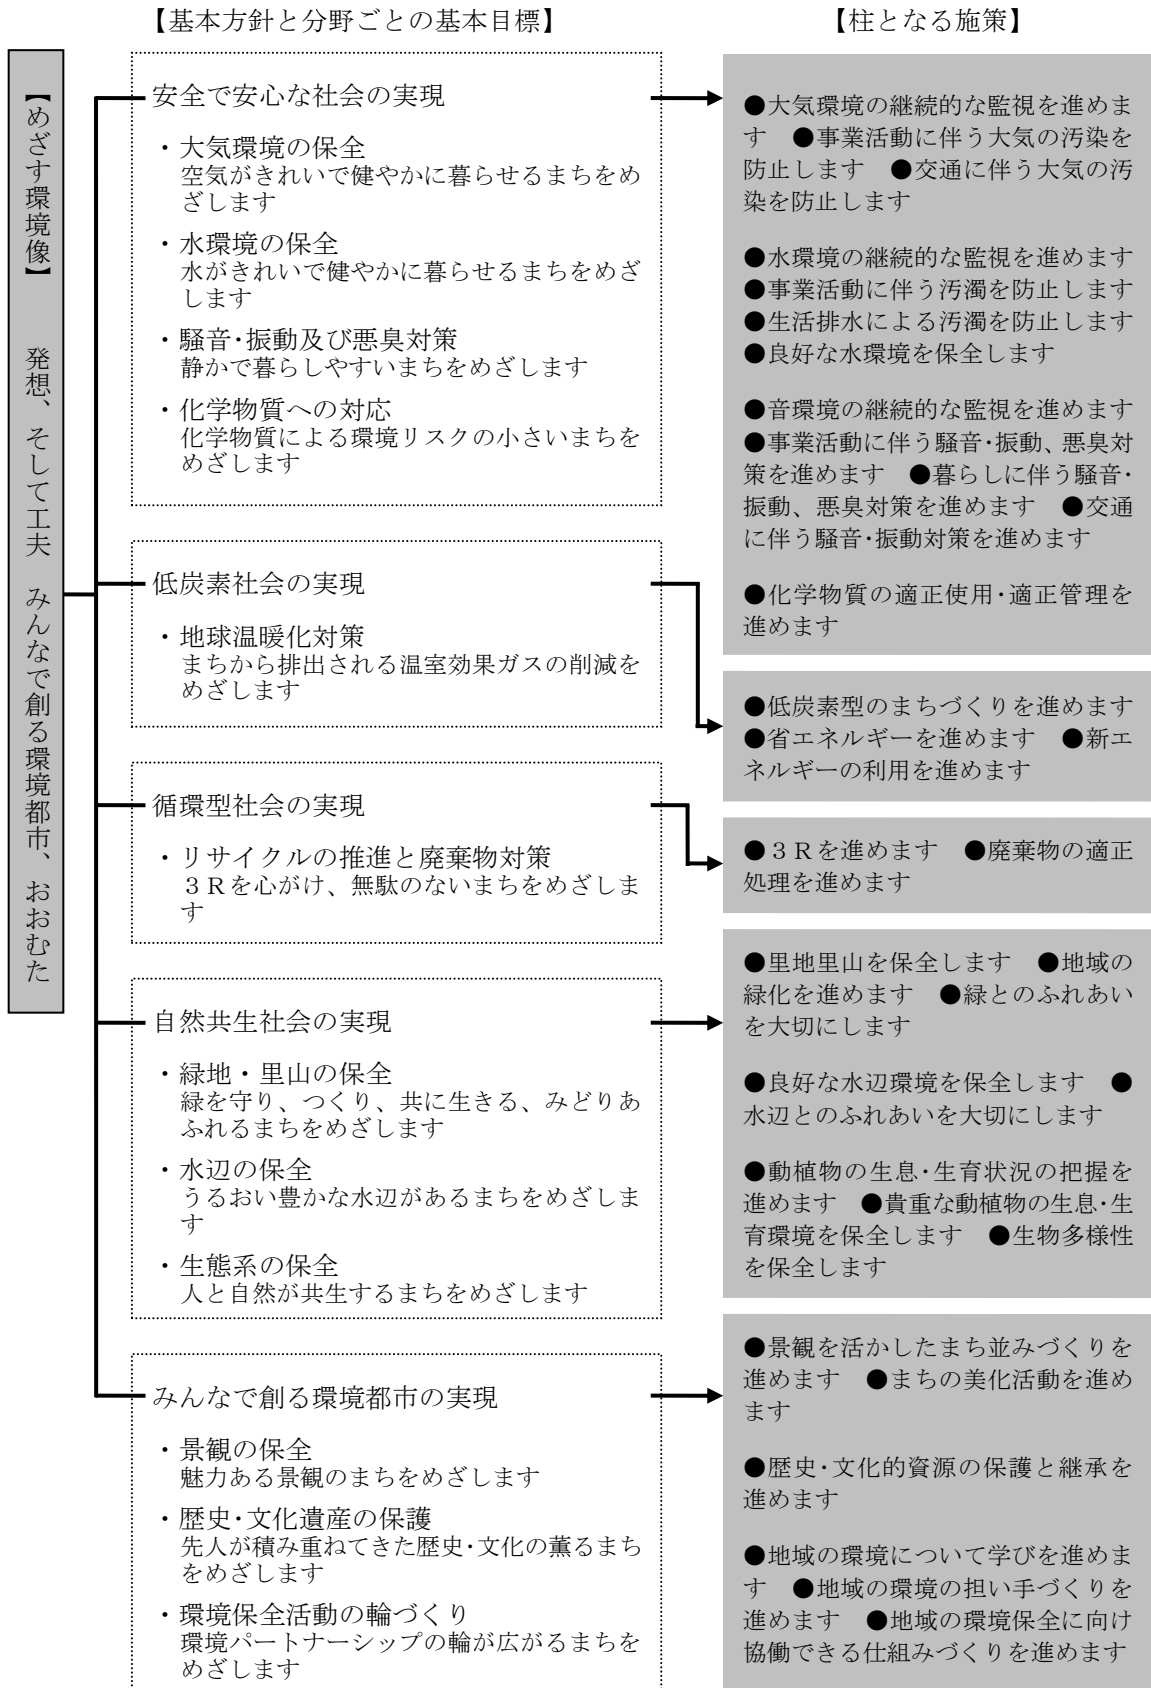 【基本方針と分野ごとの基本目標】
【柱となる施策】
【めざす環境像】　発想、そして工夫　みんなで創る環境都市、おおむた
安全で安心な社会の実現
・大気環境の保全
空気がきれいで健やかに暮らせるまちをめ
ざします
・水環境の保全
水がきれいで健やかに暮らせるまちをめざ
します
・騒音・振動及び悪臭対策
静かで暮らしやすいまちをめざします
・化学物質への対応
化学物質による環境リスクの小さいまちを
めざします
●大気環境の継続的な監視を進めま
す　●事業活動に伴う大気の汚染を
防止します　●交通に伴う大気の汚
染を防止します
●水環境の継続的な監視を進めます
●事業活動に伴う汚濁を防止します
●生活排水による汚濁を防止します
●良好な水環境を保全します
●音環境の継続的な監視を進めます
●事業活動に伴う騒音・振動、悪臭対
策を進めます　●暮らしに伴う騒音・
振動、悪臭対策を進めます　●交通
に伴う騒音・振動対策を進めます
●化学物質の適正使用・適正管理を
進めます
低炭素社会の実現
・地球温暖化対策
まちから排出される温室効果ガスの削減を
めざします
●低炭素型のまちづくりを進めます
●省エネルギーを進めます　●新エ
ネルギーの利用を進めます
循環型社会の実現
・リサイクルの推進と廃棄物対策
３Ｒを心がけ、無駄のないまちをめざしま
す
●３Ｒを進めます　●廃棄物の適正
処理を進めます
自然共生社会の実現
・緑地・里山の保全
緑を守り、つくり、共に生きる、みどりあ
ふれるまちをめざします
・水辺の保全
うるおい豊かな水辺があるまちをめざしま
す
・生態系の保全
人と自然が共生するまちをめざします
●里地里山を保全します　●地域の
緑化を進めます　●緑とのふれあい
を大切にします
●良好な水辺環境を保全します　●
水辺とのふれあいを大切にします
●動植物の生息・生育状況の把握を
進めます　●貴重な動植物の生息・生
育環境を保全します　●生物多様性
を保全します
みんなで創る環境都市の実現
・景観の保全
魅力ある景観のまちをめざします
・歴史・文化遺産の保護
先人が積み重ねてきた歴史・文化の薫るまち
をめざします
・環境保全活動の輪づくり
環境パートナーシップの輪が広がるまちを
めざします
●景観を活かしたまち並みづくりを
進めます　●まちの美化活動を進め
ます
●歴史・文化的資源の保護と継承を
進めます
●地域の環境について学びを進めま
す　●地域の環境の担い手づくりを
進めます　●地域の環境保全に向け
協働できる仕組みづくりを進めます